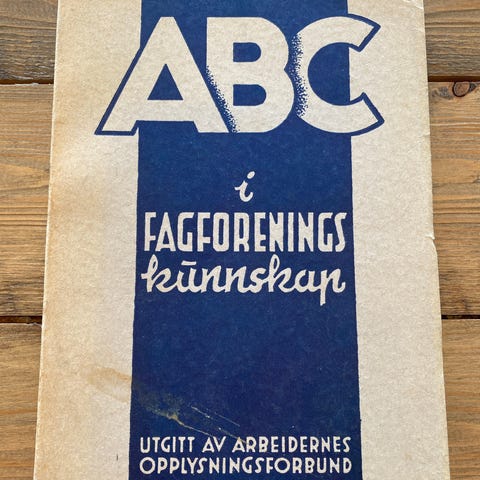 ABC
i
FAGFORENINGS
kunnskap
UTGITT AV ARBEIDERNES
OPPLYSNINGSFORBUND